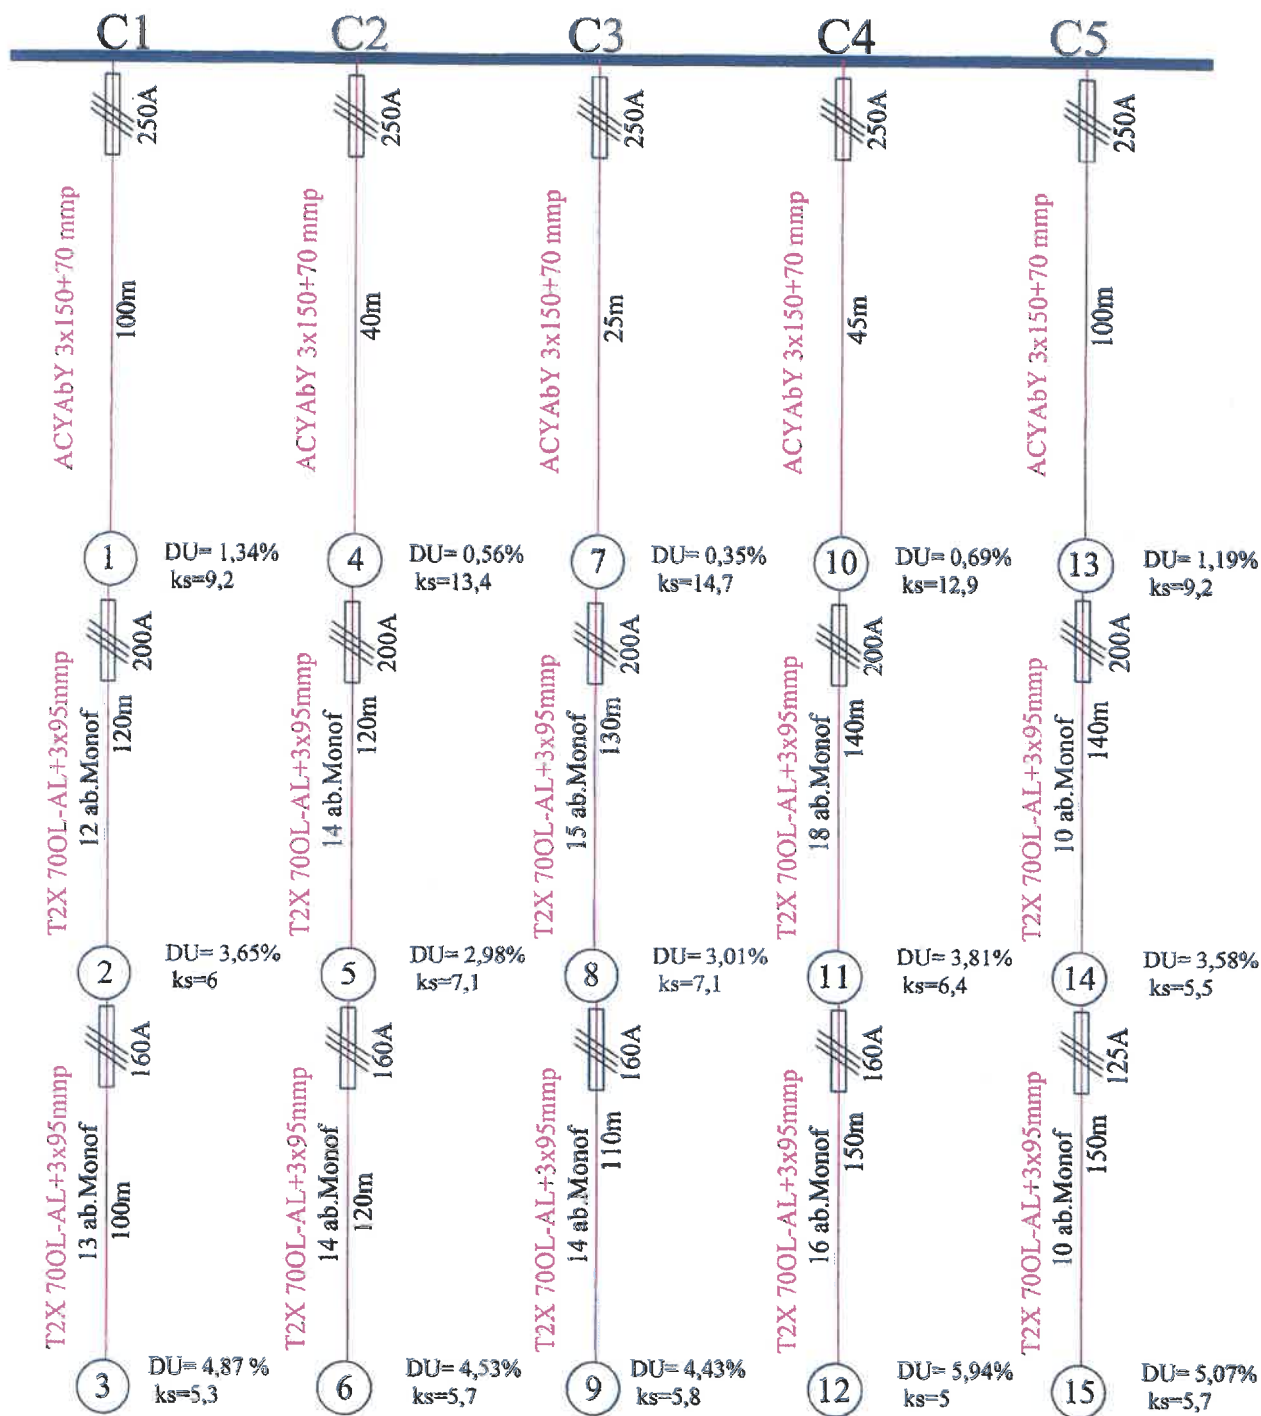 C1
C2
C3
C4
C5
250A
250A
250A
250A
250A
ACYAbY 3x150+70 mmp
100m
ACYAbY 3x150+70 mmp
40m
ACYAbY 3x150+70 mmp
25m
ACYAbY 3x150+70 mmp
45m
ACYAbY 3x150+70 mmp
100m
1
DU= 1,34%
ks=9,2
4
DU= 0,56%
ks=13,4
7
DU= 0,35%
ks=14,7
10
DU= 0,69%
ks=12,9
13
DU= 1,19%
ks=9,2
200A
200A
200A
200A
200A
T2X 70OL-AL+3x95mmp
12 ab.Monof
120m
T2X 70OL-AL+3x95mmp
14 ab.Monof
120m
T2X 70OL-AL+3x95mmp
15 ab.Monof
130m
T2X 70OL-AL+3x95mmp
18 ab.Monof
140m
T2X 70OL-AL+3x95mmp
10 ab.Monof
140m
2
DU= 3,65%
ks=6
5
DU= 2,98%
ks=7,1
8
DU= 3,01%
ks=7,1
11
DU= 3,81%
ks=6,4
14
DU= 3,58%
ks=5,5
160A
160A
160A
160A
125A
T2X 70OL-AL+3x95mmp
13 ab.Monof
100m
T2X 70OL-AL+3x95mmp
14 ab.Monof
120m
T2X 70OL-AL+3x95mmp
14 ab.Monof
110m
T2X 70OL-AL+3x95mmp
16 ab.Monof
150m
T2X 70OL-AL+3x95mmp
10 ab.Monof
150m
3
DU= 4,87 %
ks=5,3
6
DU= 4,53%
ks=5,7
9
DU= 4,43%
ks=5,8
12
DU= 5,94%
ks=5
15
DU= 5,07%
ks=5,7